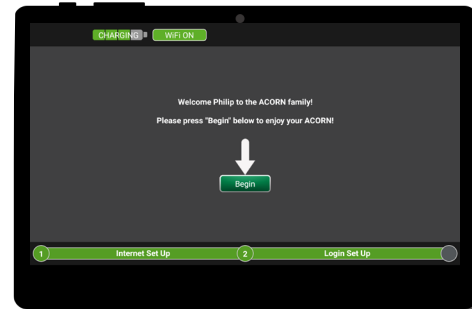 CHARGING
WiFi ON
Welcome Philip to the ACORN family!
Please press "Begin" below to enjoy your ACORN!
Begin
1 Internet Set Up 2 Login Set Up